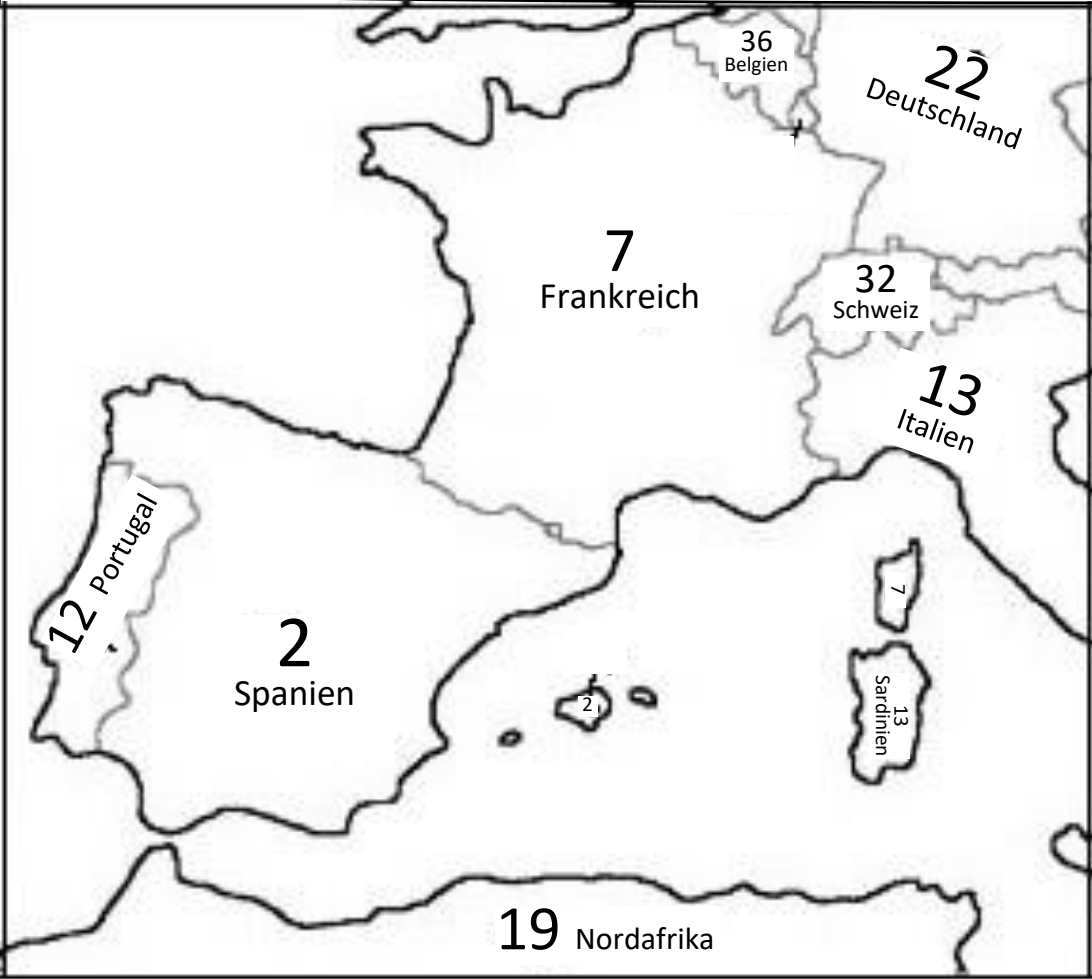 36
Belgien
22
Deutschland
7
Frankreich
32
Schweiz
13
Italien
12 Portugal
2
Spanien
7
2
13
Sardinien
19 Nordafrika